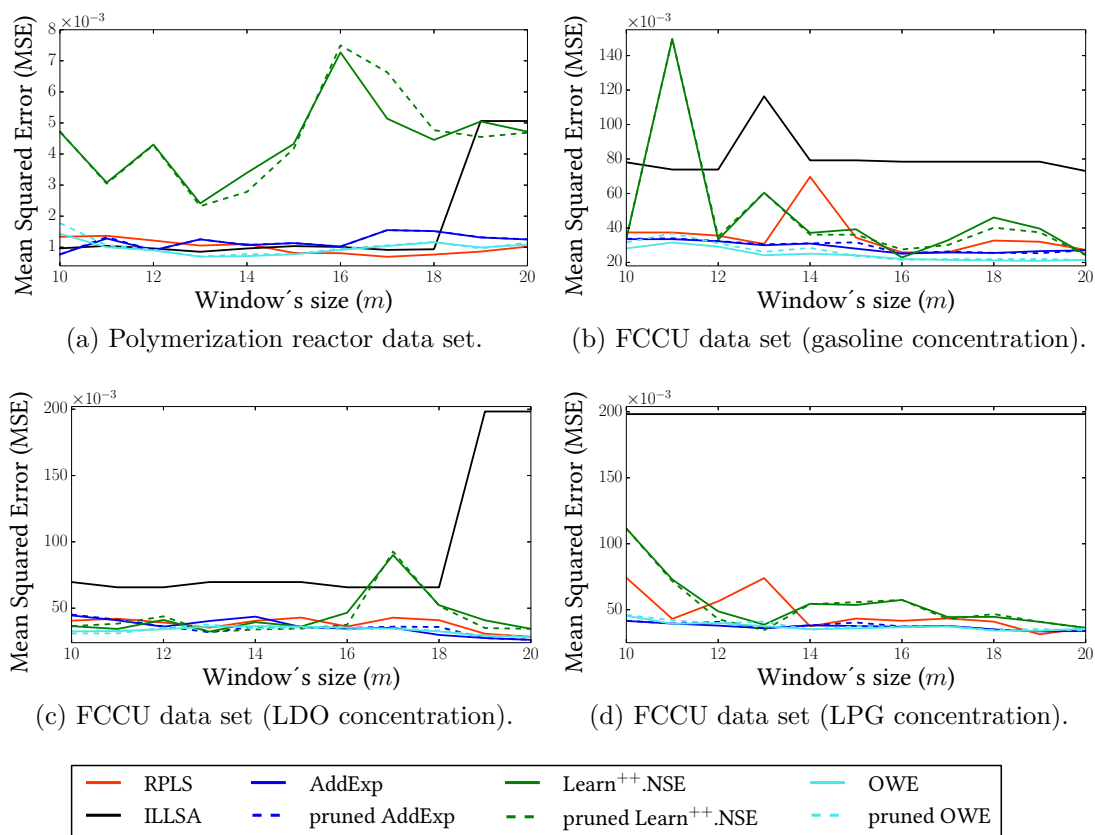 ×10⁻³
8
7
6
5
4
3
2
1
10 12 14 16 18 20
Mean Squared Error (MSE)
Window´s size (m)
(a) Polymerization reactor data set.
×10⁻³
140
120
100
80
60
40
20
10 12 14 16 18 20
Mean Squared Error (MSE)
Window´s size (m)
(b) FCCU data set (gasoline concentration).
×10⁻³
200
150
100
50
10 12 14 16 18 20
Mean Squared Error (MSE)
Window´s size (m)
(c) FCCU data set (LDO concentration).
×10⁻³
200
150
100
50
10 12 14 16 18 20
Mean Squared Error (MSE)
Window´s size (m)
(d) FCCU data set (LPG concentration).
RPLS AddExp Learn⁺⁺.NSE OWE
ILLSA pruned AddExp pruned Learn⁺⁺.NSE pruned OWE